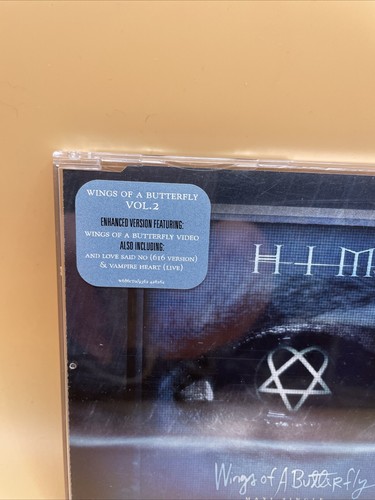 WINGS OF A BUTTERFLY
VOL.2
ENHANCED VERSION FEATURING:
WINGS OF A BUTTERFLY VIDEO
ALSO INCLUDING:
AND LOVE SAID NO (616 VERSION)
& VAMPIRE HEART (LIVE)
HIM
Wings of A Butterfly